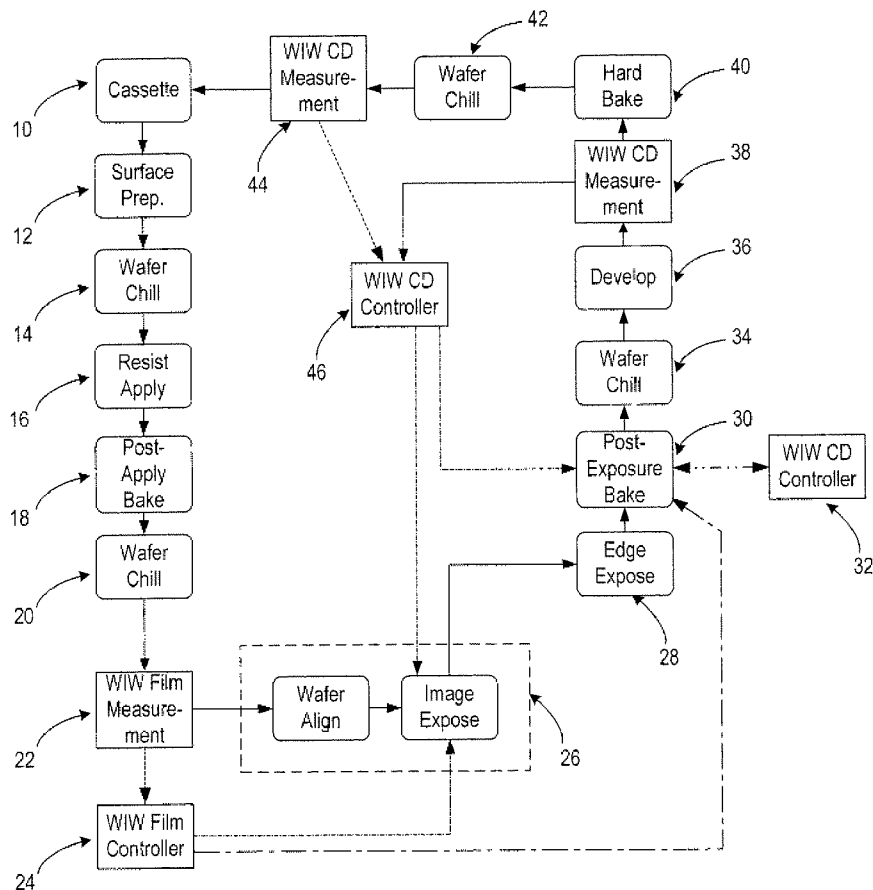 42
WIW CD
Measure-
ment
Wafer
Chill
Hard
Bake
40
Cassette
10
44
WIW CD
Measure-
ment
38
Surface
Prep.
12
36
Develop
Wafer
Chill
14
WIW CD
Controller
46
34
Wafer
Chill
Resist
Apply
16
30
Post-
Exposure
Bake
WIW CD
Controller
32
Post-
Apply
Bake
18
Wafer
Chill
20
Edge
Expose
28
WIW Film
Measure-
ment
22
Wafer
Align
Image
Expose
26
WIW Film
Controller
24